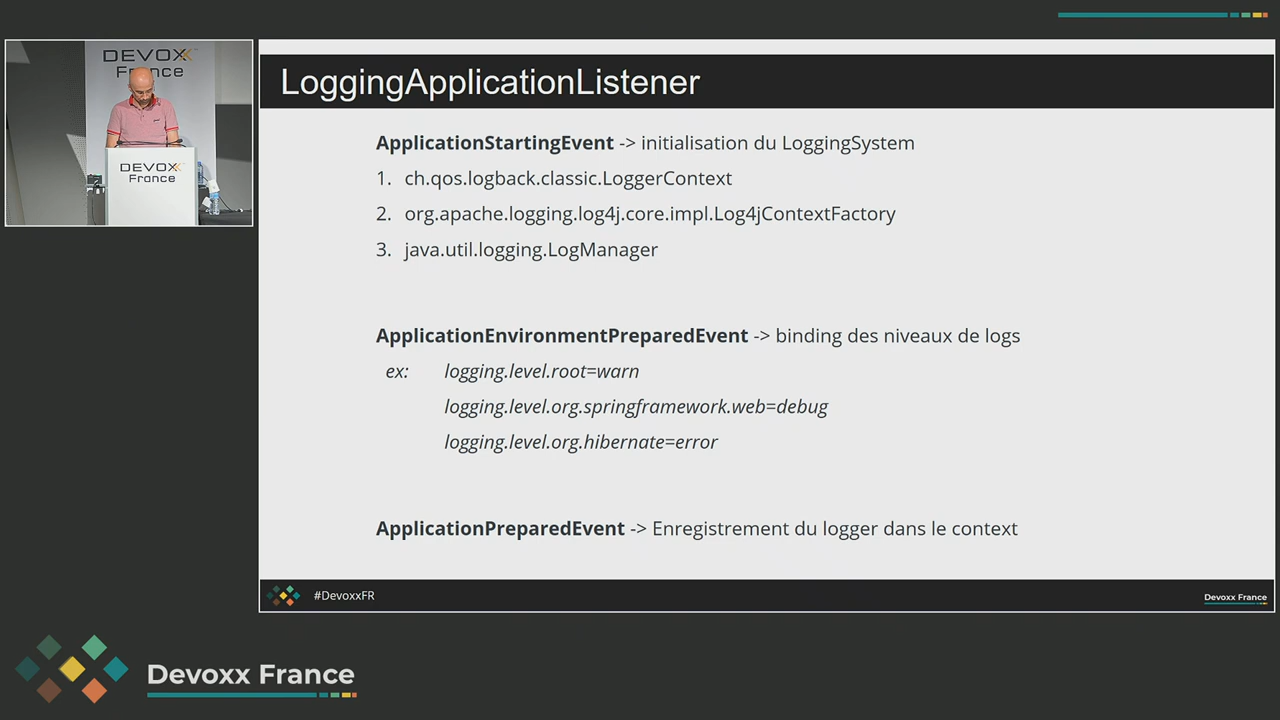 DEVOXX
France
DEVOXX
France
LoggingApplicationListener
ApplicationStartingEvent -> initialisation du LoggingSystem
1. ch.qos.logback.classic.LoggerContext
2. org.apache.logging.log4j.core.impl.Log4jContextFactory
3. java.util.logging.LogManager
ApplicationEnvironmentPreparedEvent -> binding des niveaux de logs
ex: logging.level.root=warn
logging.level.org.springframework.web=debug
logging.level.org.hibernate=error
ApplicationPreparedEvent -> Enregistrement du logger dans le context
#DevoxxFR
Devoxx France
Devoxx France